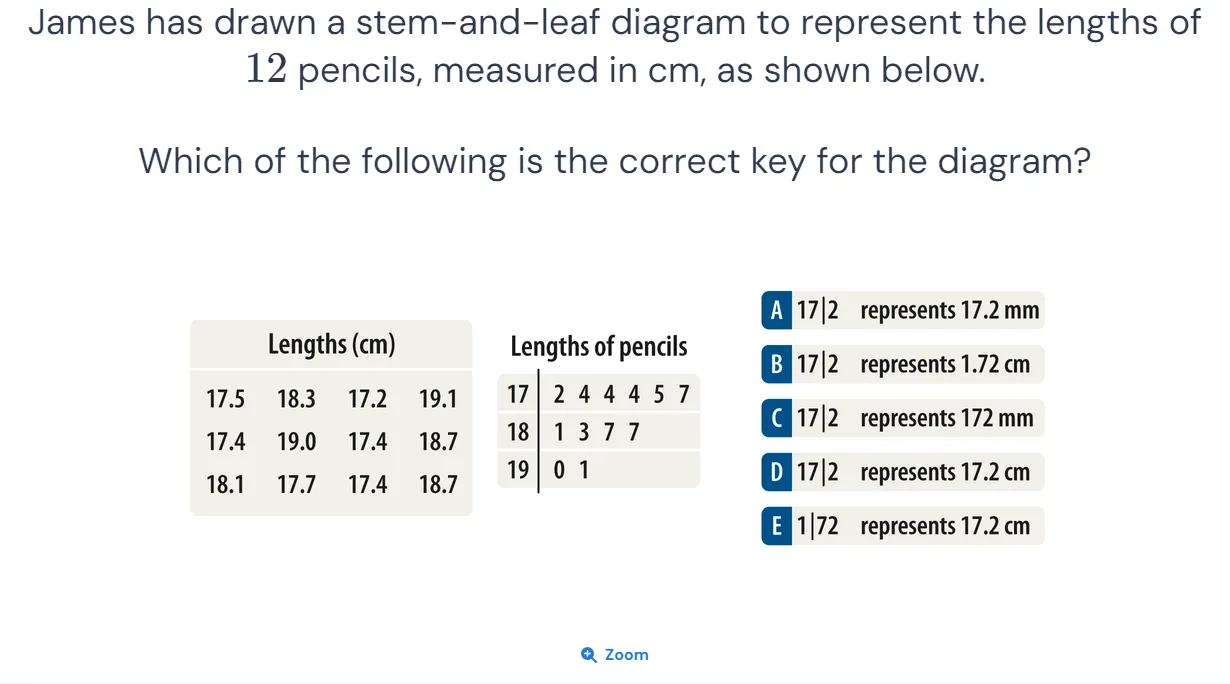 James has drawn a stem-and-leaf diagram to represent the lengths of
12 pencils, measured in cm, as shown below.
Which of the following is the correct key for the diagram?
Lengths (cm)
17.5 18.3 17.2 19.1
17.4 19.0 17.4 18.7
18.1 17.7 17.4 18.7
Lengths of pencils
17 | 2 4 4 4 5 7
18 | 1 3 7 7
19 | 0 1
A 17|2 represents 17.2 mm
B 17|2 represents 1.72 cm
C 17|2 represents 172 mm
D 17|2 represents 17.2 cm
E 1|72 represents 17.2 cm
Zoom